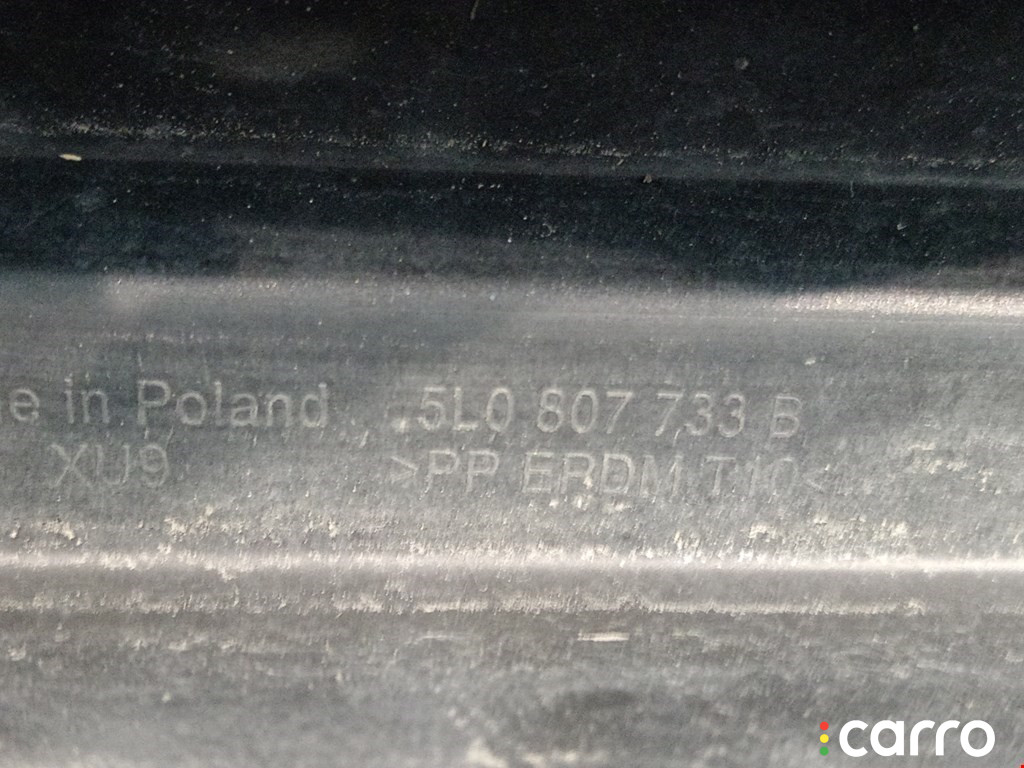 e in Poland 5L0 807 733 B
XU9 >PP EPDM T10<
carro